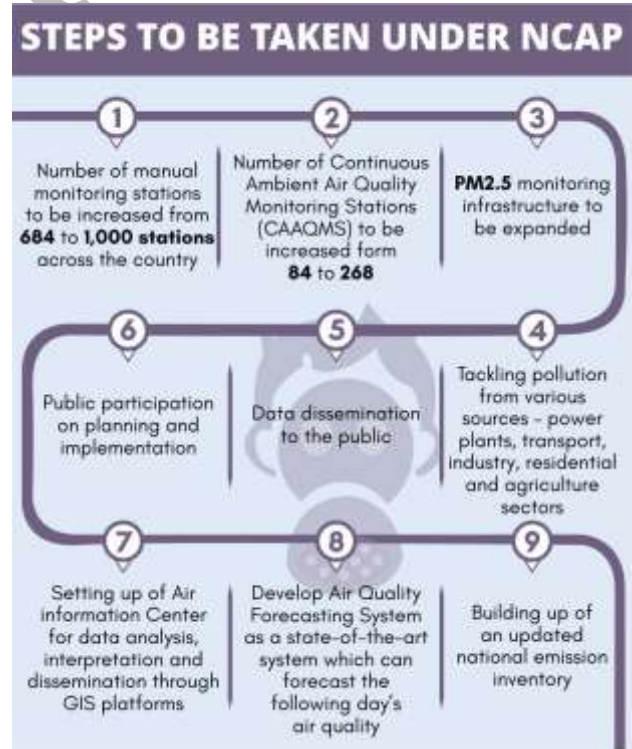 STEPS TO BE TAKEN UNDER NCAP
1
Number of manual
monitoring stations
to be increased from
684 to 1,000 stations
across the country
2
Number of Continuous
Ambient Air Quality
Monitoring Stations
(CAAQMS) to be
increased form
84 to 268
3
PM2.5 monitoring
infrastructure to
be expanded
4
Tackling pollution
from various
sources - power
plants, transport,
industry, residential
and agriculture
sectors
5
Data dissemination
to the public
6
Public participation
on planning and
implementation
7
Setting up of Air
information Center
for data analysis,
interpretation and
dissemination through
GIS platforms
8
Develop Air Quality
Forecasting System
as a state-of-the-art
system which can
forecast the
following day's
air quality
9
Building up of
an updated
national emission
inventory